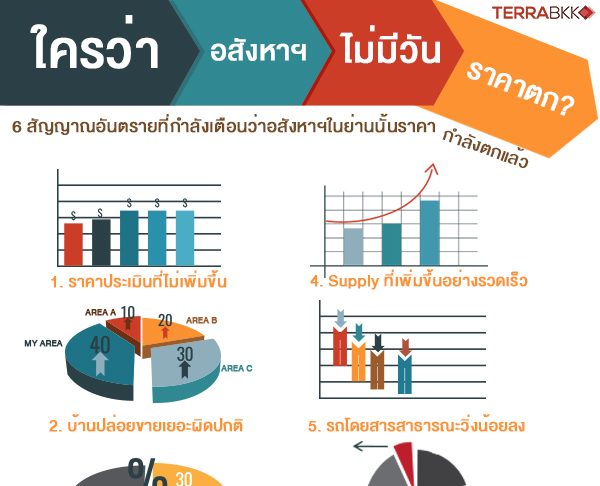 TERRABKK
ใครว่า อสังหาฯ ไม่มีวัน ราคาตก?
6 สัญญาณอันตรายที่กำลังเตือนว่าอสังหาฯในย่านนั้นราคา กำลังตกแล้ว
$ $ $ $ $
1. ราคาประเมินที่ไม่เพิ่มขึ้น
4. Supply ที่เพิ่มขึ้นอย่างรวดเร็ว
AREA A 10
20 AREA B
MY AREA 40
30 AREA C
2. บ้านปล่อยขายเยอะผิดปกติ
5. รถโดยสารสาธารณะวิ่งน้อยลง
% 30